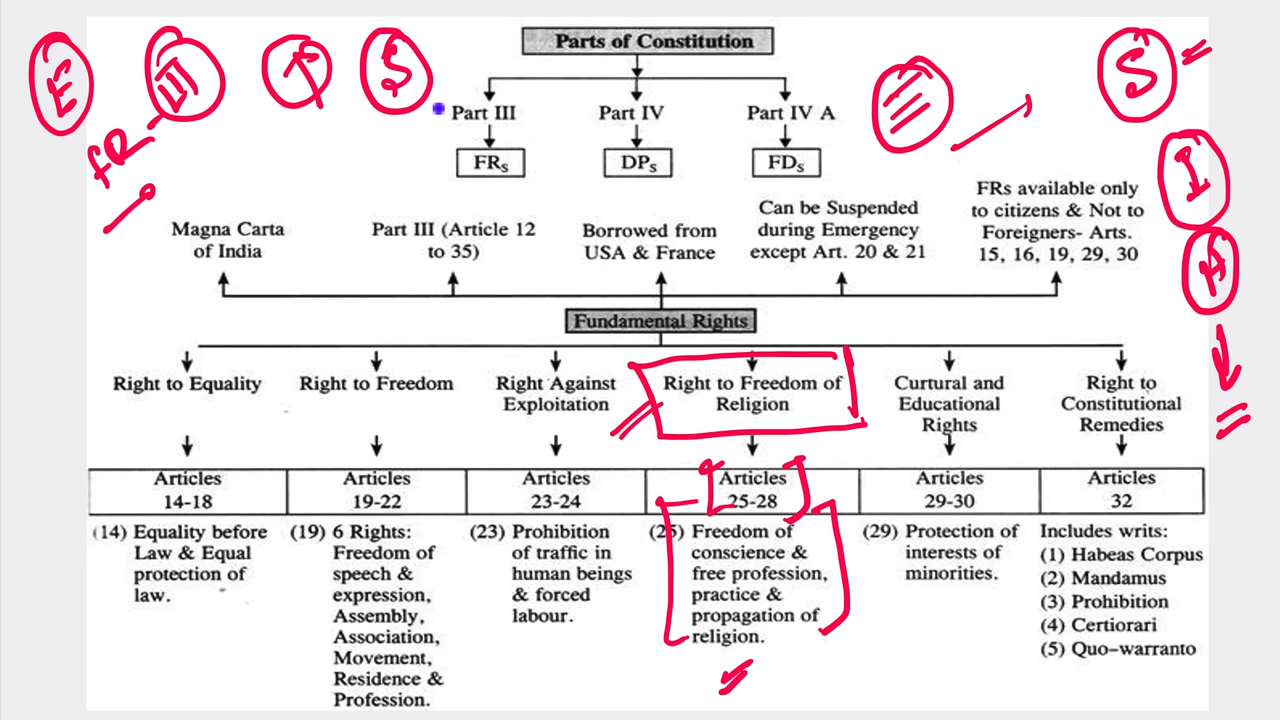 E
III
↑
$
S
FR
I
A
Parts of Constitution
Part III
Part IV
Part IV A
FRs
DPs
FDs
Magna Carta
of India
Part III (Article 12
to 35)
Borrowed from
USA & France
Can be Suspended
during Emergency
except Art. 20 & 21
FRs available only
to citizens & Not to
Foreigners- Arts.
15, 16, 19, 29, 30
Fundamental Rights
Right to Equality
Right to Freedom
Right Against
Exploitation
Right to Freedom of
Religion
Curtural and
Educational
Rights
Right to
Constitutional
Remedies
Articles
14-18
Articles
19-22
Articles
23-24
Articles
25-28
Articles
29-30
Articles
32
(14) Equality before
Law & Equal
protection of
law.
(19) 6 Rights:
Freedom of
speech &
expression,
Assembly,
Association,
Movement,
Residence &
Profession.
(23) Prohibition
of traffic in
human beings
& forced
labour.
(25) Freedom of
conscience &
free profession,
practice &
propagation of
religion.
(29) Protection of
interests of
minorities.
Includes writs:
(1) Habeas Corpus
(2) Mandamus
(3) Prohibition
(4) Certiorari
(5) Quo-warranto